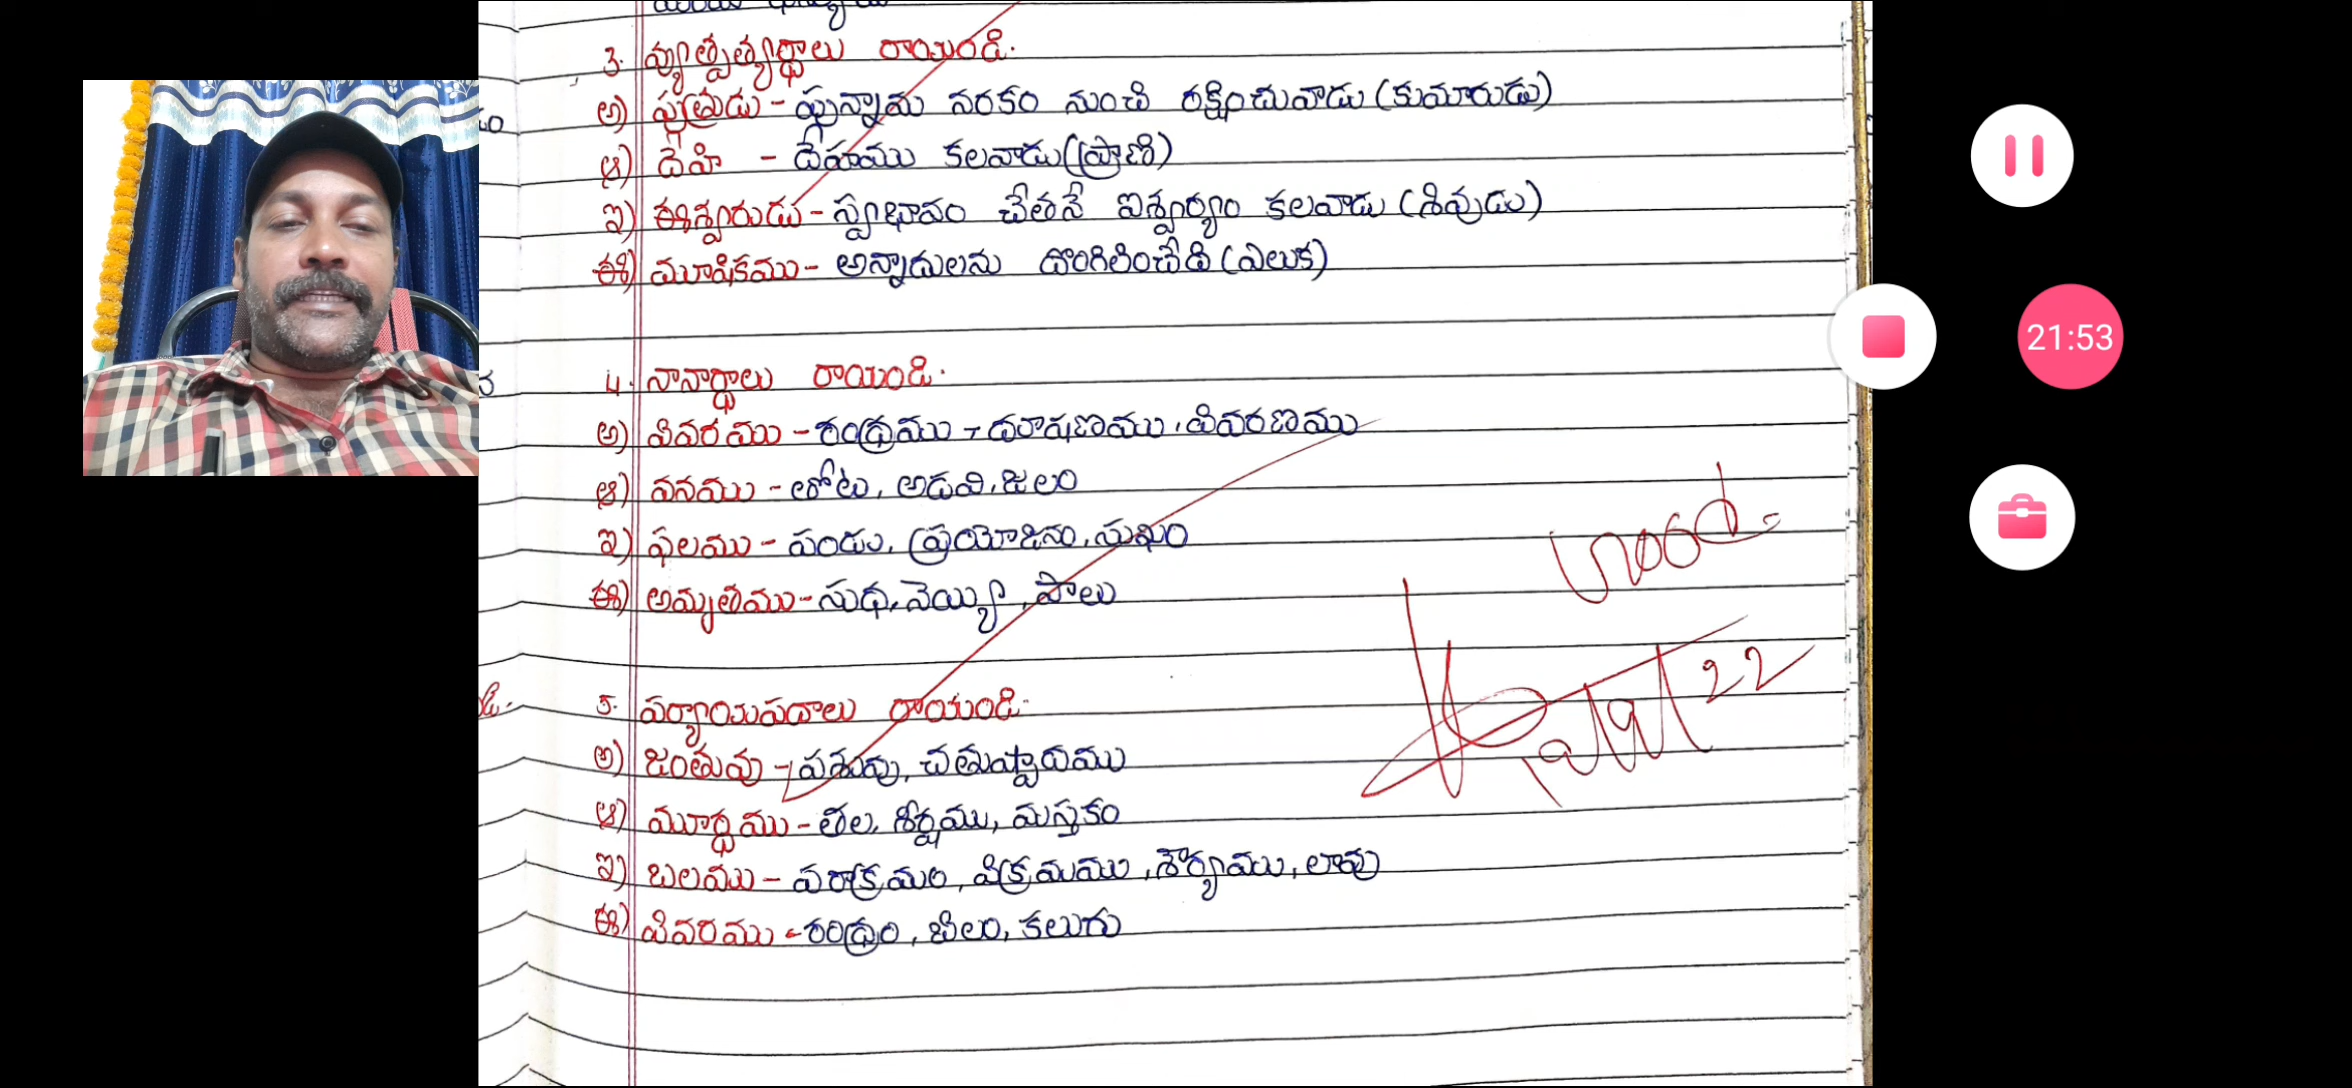 3. వ్యుత్పత్యర్థాలు రాయండి.
అ) పుత్రుడు - పున్నామ నరకం నుంచి రక్షించువాడు (కుమారుడు)
ఆ) దేహి - దేహము కలవాడు (ప్రాణి)
ఇ) ఈశ్వరుడు - స్వభావం చేతనే ఐశ్వర్యం కలవాడు (శివుడు)
ఈ) మూషికము - అన్నాదులను దొంగిలించేది (ఎలుక)
4. నానార్థాలు రాయండి.
అ) వివరము - రంధ్రము - దూషణము, వివరణము
ఆ) వనము - తోట, అడవి, జలం
ఇ) ఫలము - పండు, ప్రయోజనం, సుఖం
ఈ) అమృతము - సుధ, నెయ్యి, పాలు
Good
22
5. పర్యాయపదాలు రాయండి.
అ) జంతువు - పశువు, చతుష్పాదము
ఆ) మూర్ధము - తల, శీర్షము, మస్తకం
ఇ) బలము - పరాక్రమం, విక్రమము, శౌర్యము, లావు
ఈ) వివరము - రంధ్రం, బిలం, కలుగు
21:53